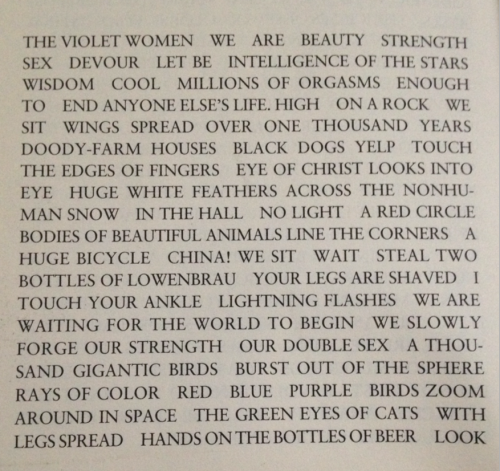 THE VIOLET WOMEN WE ARE BEAUTY STRENGTH
SEX DEVOUR LET BE INTELLIGENCE OF THE STARS
WISDOM COOL MILLIONS OF ORGASMS ENOUGH
TO END ANYONE ELSE'S LIFE. HIGH ON A ROCK WE
SIT WINGS SPREAD OVER ONE THOUSAND YEARS
DOODY-FARM HOUSES BLACK DOGS YELP TOUCH
THE EDGES OF FINGERS EYE OF CHRIST LOOKS INTO
EYE HUGE WHITE FEATHERS ACROSS THE NONHU-
MAN SNOW IN THE HALL NO LIGHT A RED CIRCLE
BODIES OF BEAUTIFUL ANIMALS LINE THE CORNERS A
HUGE BICYCLE CHINA! WE SIT WAIT STEAL TWO
BOTTLES OF LOWENBRAU YOUR LEGS ARE SHAVED I
TOUCH YOUR ANKLE LIGHTNING FLASHES WE ARE
WAITING FOR THE WORLD TO BEGIN WE SLOWLY
FORGE OUR STRENGTH OUR DOUBLE SEX A THOU-
SAND GIGANTIC BIRDS BURST OUT OF THE SPHERE
RAYS OF COLOR RED BLUE PURPLE BIRDS ZOOM
AROUND IN SPACE THE GREEN EYES OF CATS WITH
LEGS SPREAD HANDS ON THE BOTTLES OF BEER LOOK